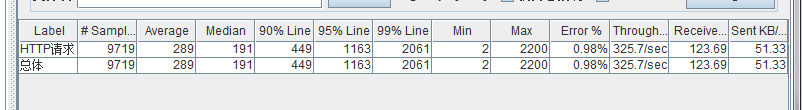 Label # Sampl... Average Median 90% Line 95% Line 99% Line Min Max Error % Through... Receive... Sent KB/...
HTTP请求 9719 289 191 449 1163 2061 2 2200 0.98% 325.7/sec 123.69 51.33
总体 9719 289 191 449 1163 2061 2 2200 0.98% 325.7/sec 123.69 51.33